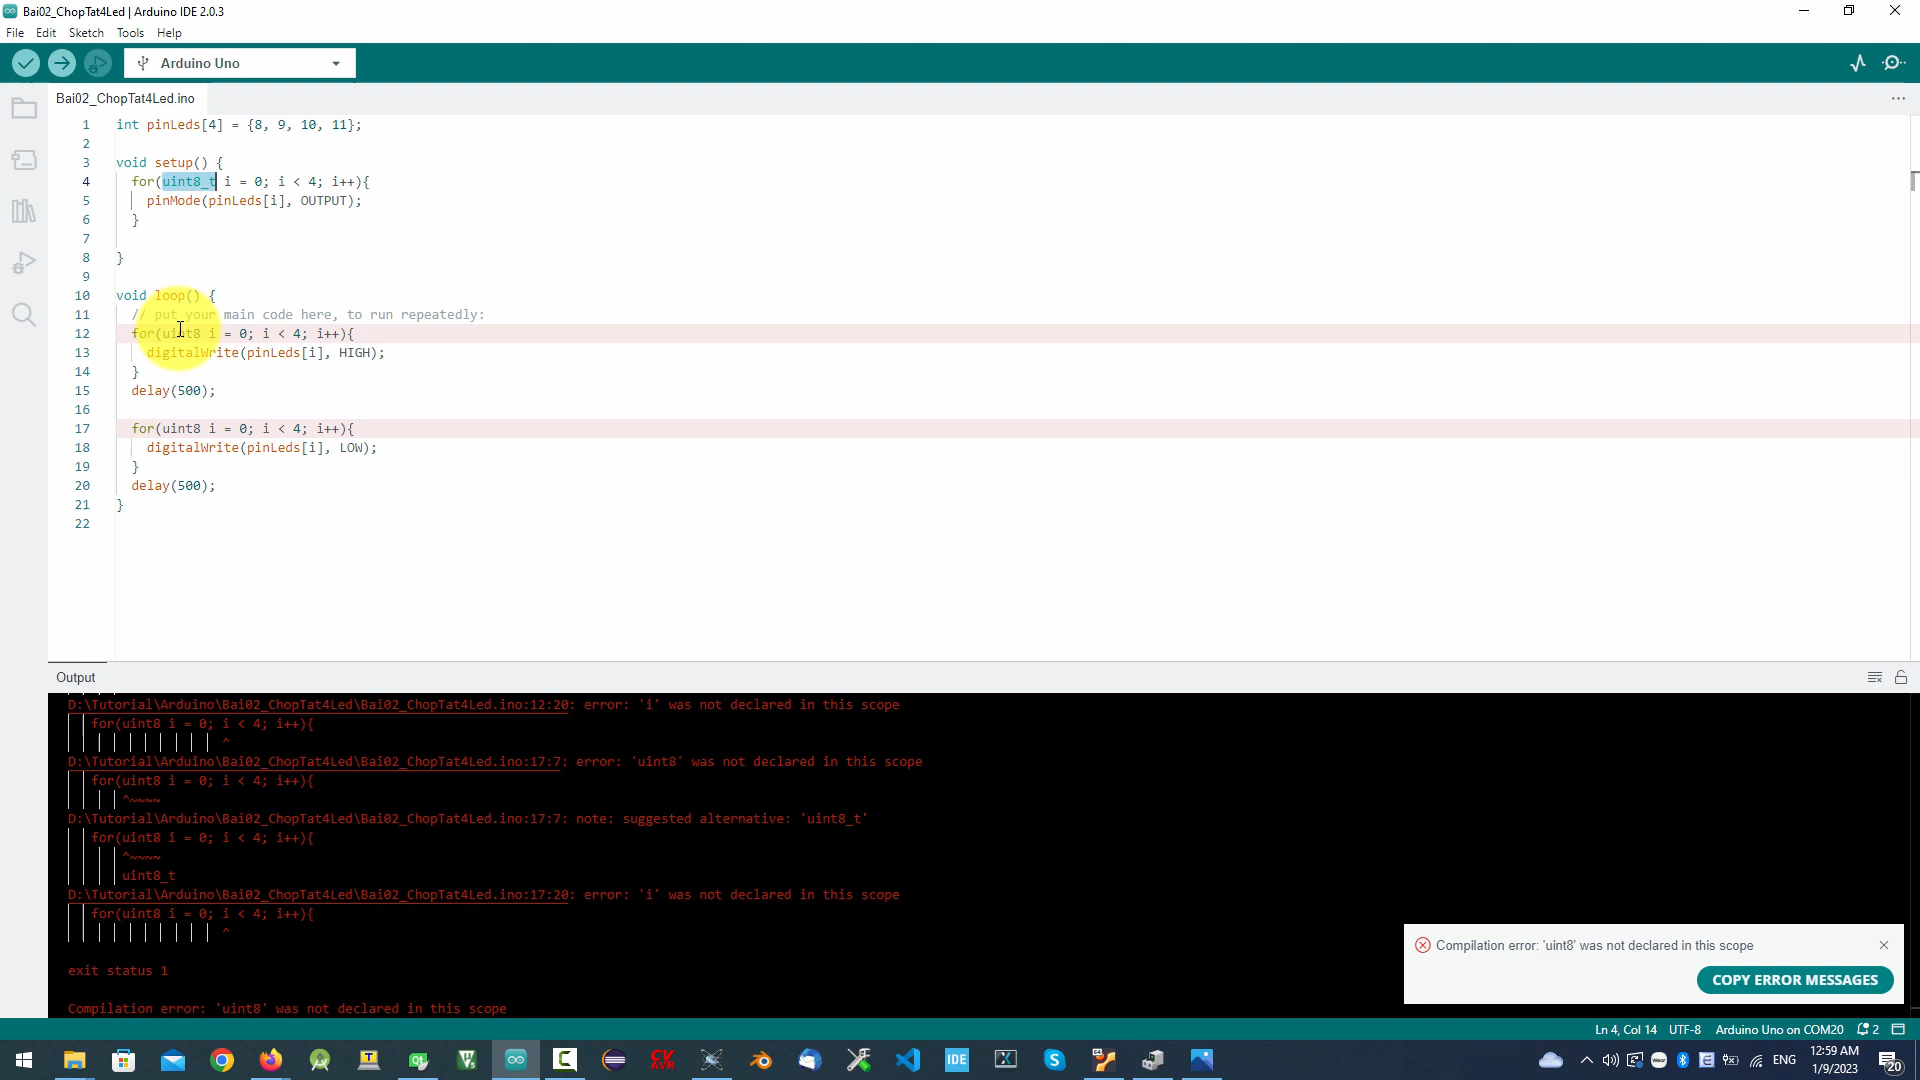 Bai02_ChopTat4Led | Arduino IDE 2.0.3
File Edit Sketch Tools Help
Arduino Uno
Bai02_ChopTat4Led.ino
1 int pinLeds[4] = {8, 9, 10, 11};
2
3 void setup() {
4 for(uint8_t i = 0; i < 4; i++){
5 pinMode(pinLeds[i], OUTPUT);
6 }
7
8 }
9
10 void loop() {
11 // put your main code here, to run repeatedly:
12 for(uint8 i = 0; i < 4; i++){
13 digitalWrite(pinLeds[i], HIGH);
14 }
15 delay(500);
16
17 for(uint8 i = 0; i < 4; i++){
18 digitalWrite(pinLeds[i], LOW);
19 }
20 delay(500);
21 }
22
Output
D:\Tutorial\Arduino\Bai02_ChopTat4Led\Bai02_ChopTat4Led.ino:12:20: error: 'i' was not declared in this scope
for(uint8 i = 0; i < 4; i++){
^
D:\Tutorial\Arduino\Bai02_ChopTat4Led\Bai02_ChopTat4Led.ino:17:7: error: 'uint8' was not declared in this scope
for(uint8 i = 0; i < 4; i++){
^~~~~
D:\Tutorial\Arduino\Bai02_ChopTat4Led\Bai02_ChopTat4Led.ino:17:7: note: suggested alternative: 'uint8_t'
for(uint8 i = 0; i < 4; i++){
^~~~~
uint8_t
D:\Tutorial\Arduino\Bai02_ChopTat4Led\Bai02_ChopTat4Led.ino:17:20: error: 'i' was not declared in this scope
for(uint8 i = 0; i < 4; i++){
^
exit status 1
Compilation error: 'uint8' was not declared in this scope
Compilation error: 'uint8' was not declared in this scope
COPY ERROR MESSAGES
Ln 4, Col 14 UTF-8 Arduino Uno on COM20 2
CV AVR
IDE
ENG
12:59 AM
1/9/2023
20